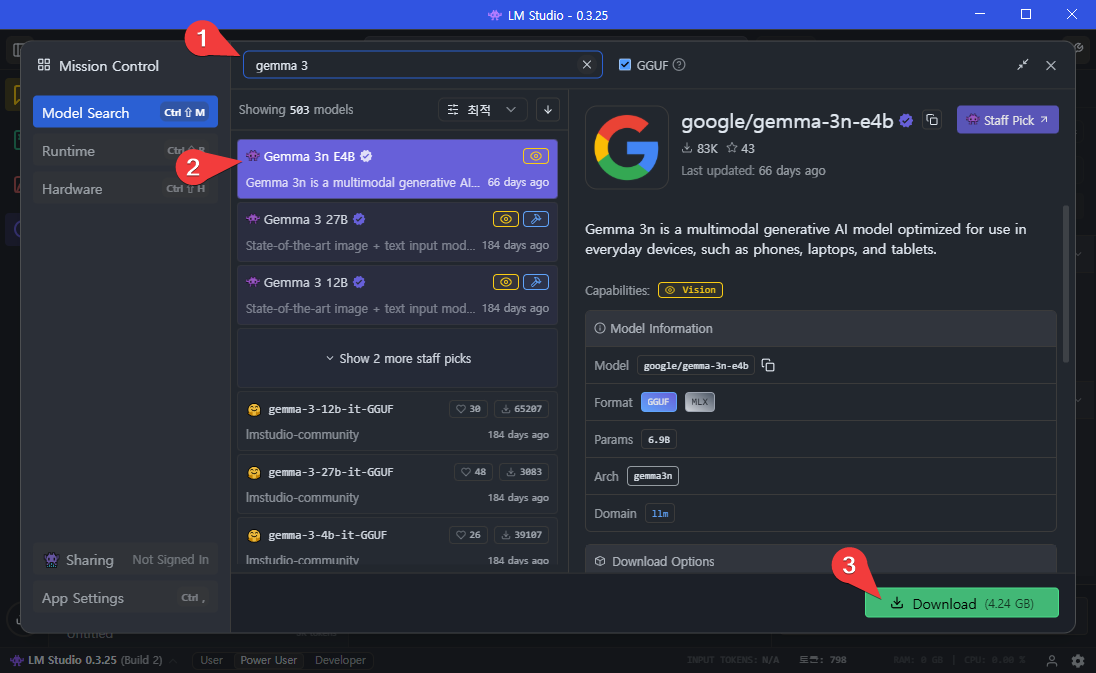 LM Studio - 0.3.25
1
Mission Control
gemma 3
GGUF
Model Search Ctrl ⇧ M
Runtime
Hardware Ctrl ⇧ H
2
Showing 503 models 최적
Gemma 3n E4B
Gemma 3n is a multimodal generative AI... 66 days ago
Gemma 3 27B
State-of-the-art image + text input mod... 184 days ago
Gemma 3 12B
State-of-the-art image + text input mod... 184 days ago
Show 2 more staff picks
gemma-3-12b-it-GGUF 30 65207
lmstudio-community 184 days ago
gemma-3-27b-it-GGUF 48 3083
lmstudio-community 184 days ago
gemma-3-4b-it-GGUF 26 39107
lmstudio-community 184 days ago
google/gemma-3n-e4b Staff Pick
83K 43
Last updated: 66 days ago
Gemma 3n is a multimodal generative AI model optimized for use in
everyday devices, such as phones, laptops, and tablets.
Capabilities: Vision
Model Information
Model google/gemma-3n-e4b
Format GGUF MLX
Params 6.9B
Arch gemma3n
Domain llm
Download Options
3
Download (4.24 GB)
Sharing Not Signed In
App Settings Ctrl ,
Untitled
LM Studio 0.3.25 (Build 2) User Power User Developer INPUT TOKENS: N/A 토큰: 798 RAM: 0 GB | CPU: 0.00 %